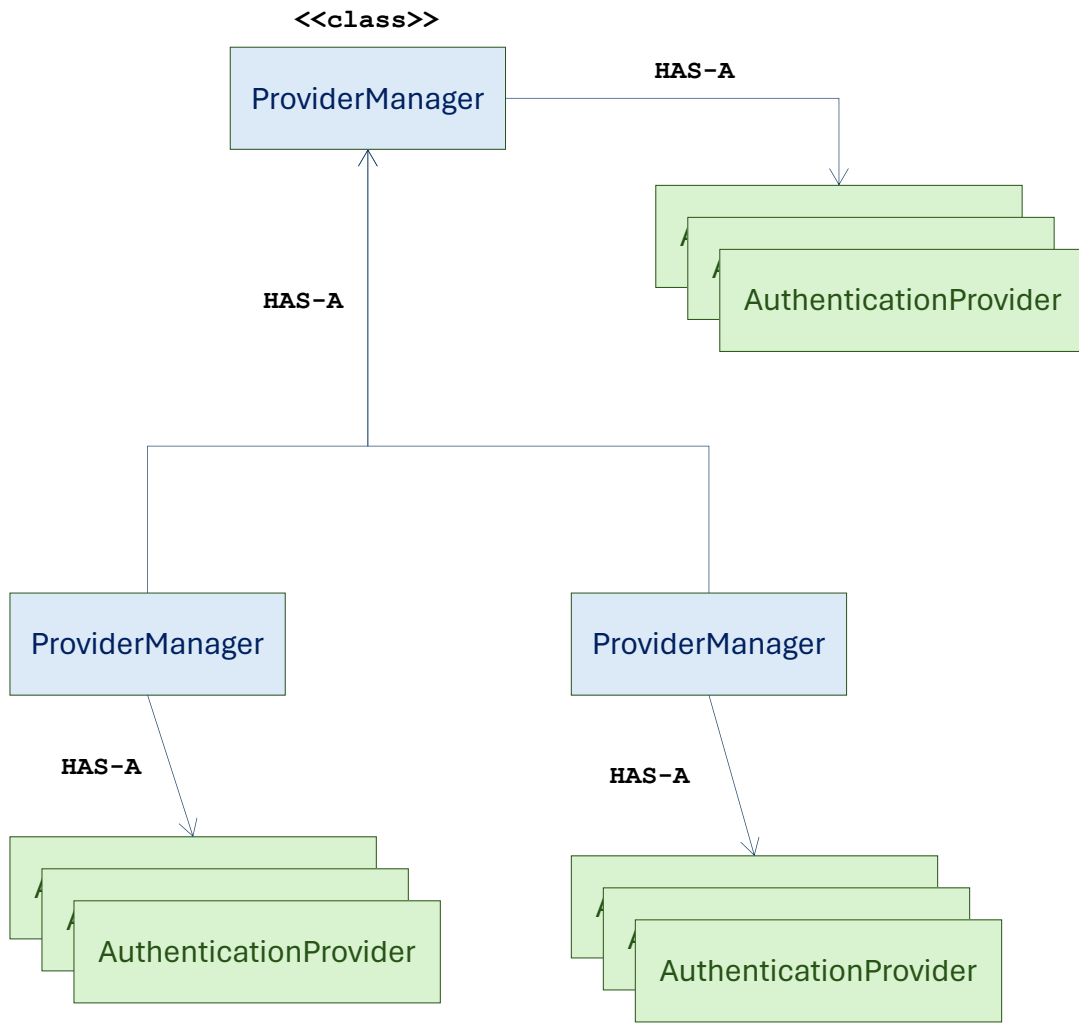 <<class>>
ProviderManager
HAS-A
AuthenticationProvider
HAS-A
ProviderManager
ProviderManager
HAS-A
HAS-A
AuthenticationProvider
AuthenticationProvider